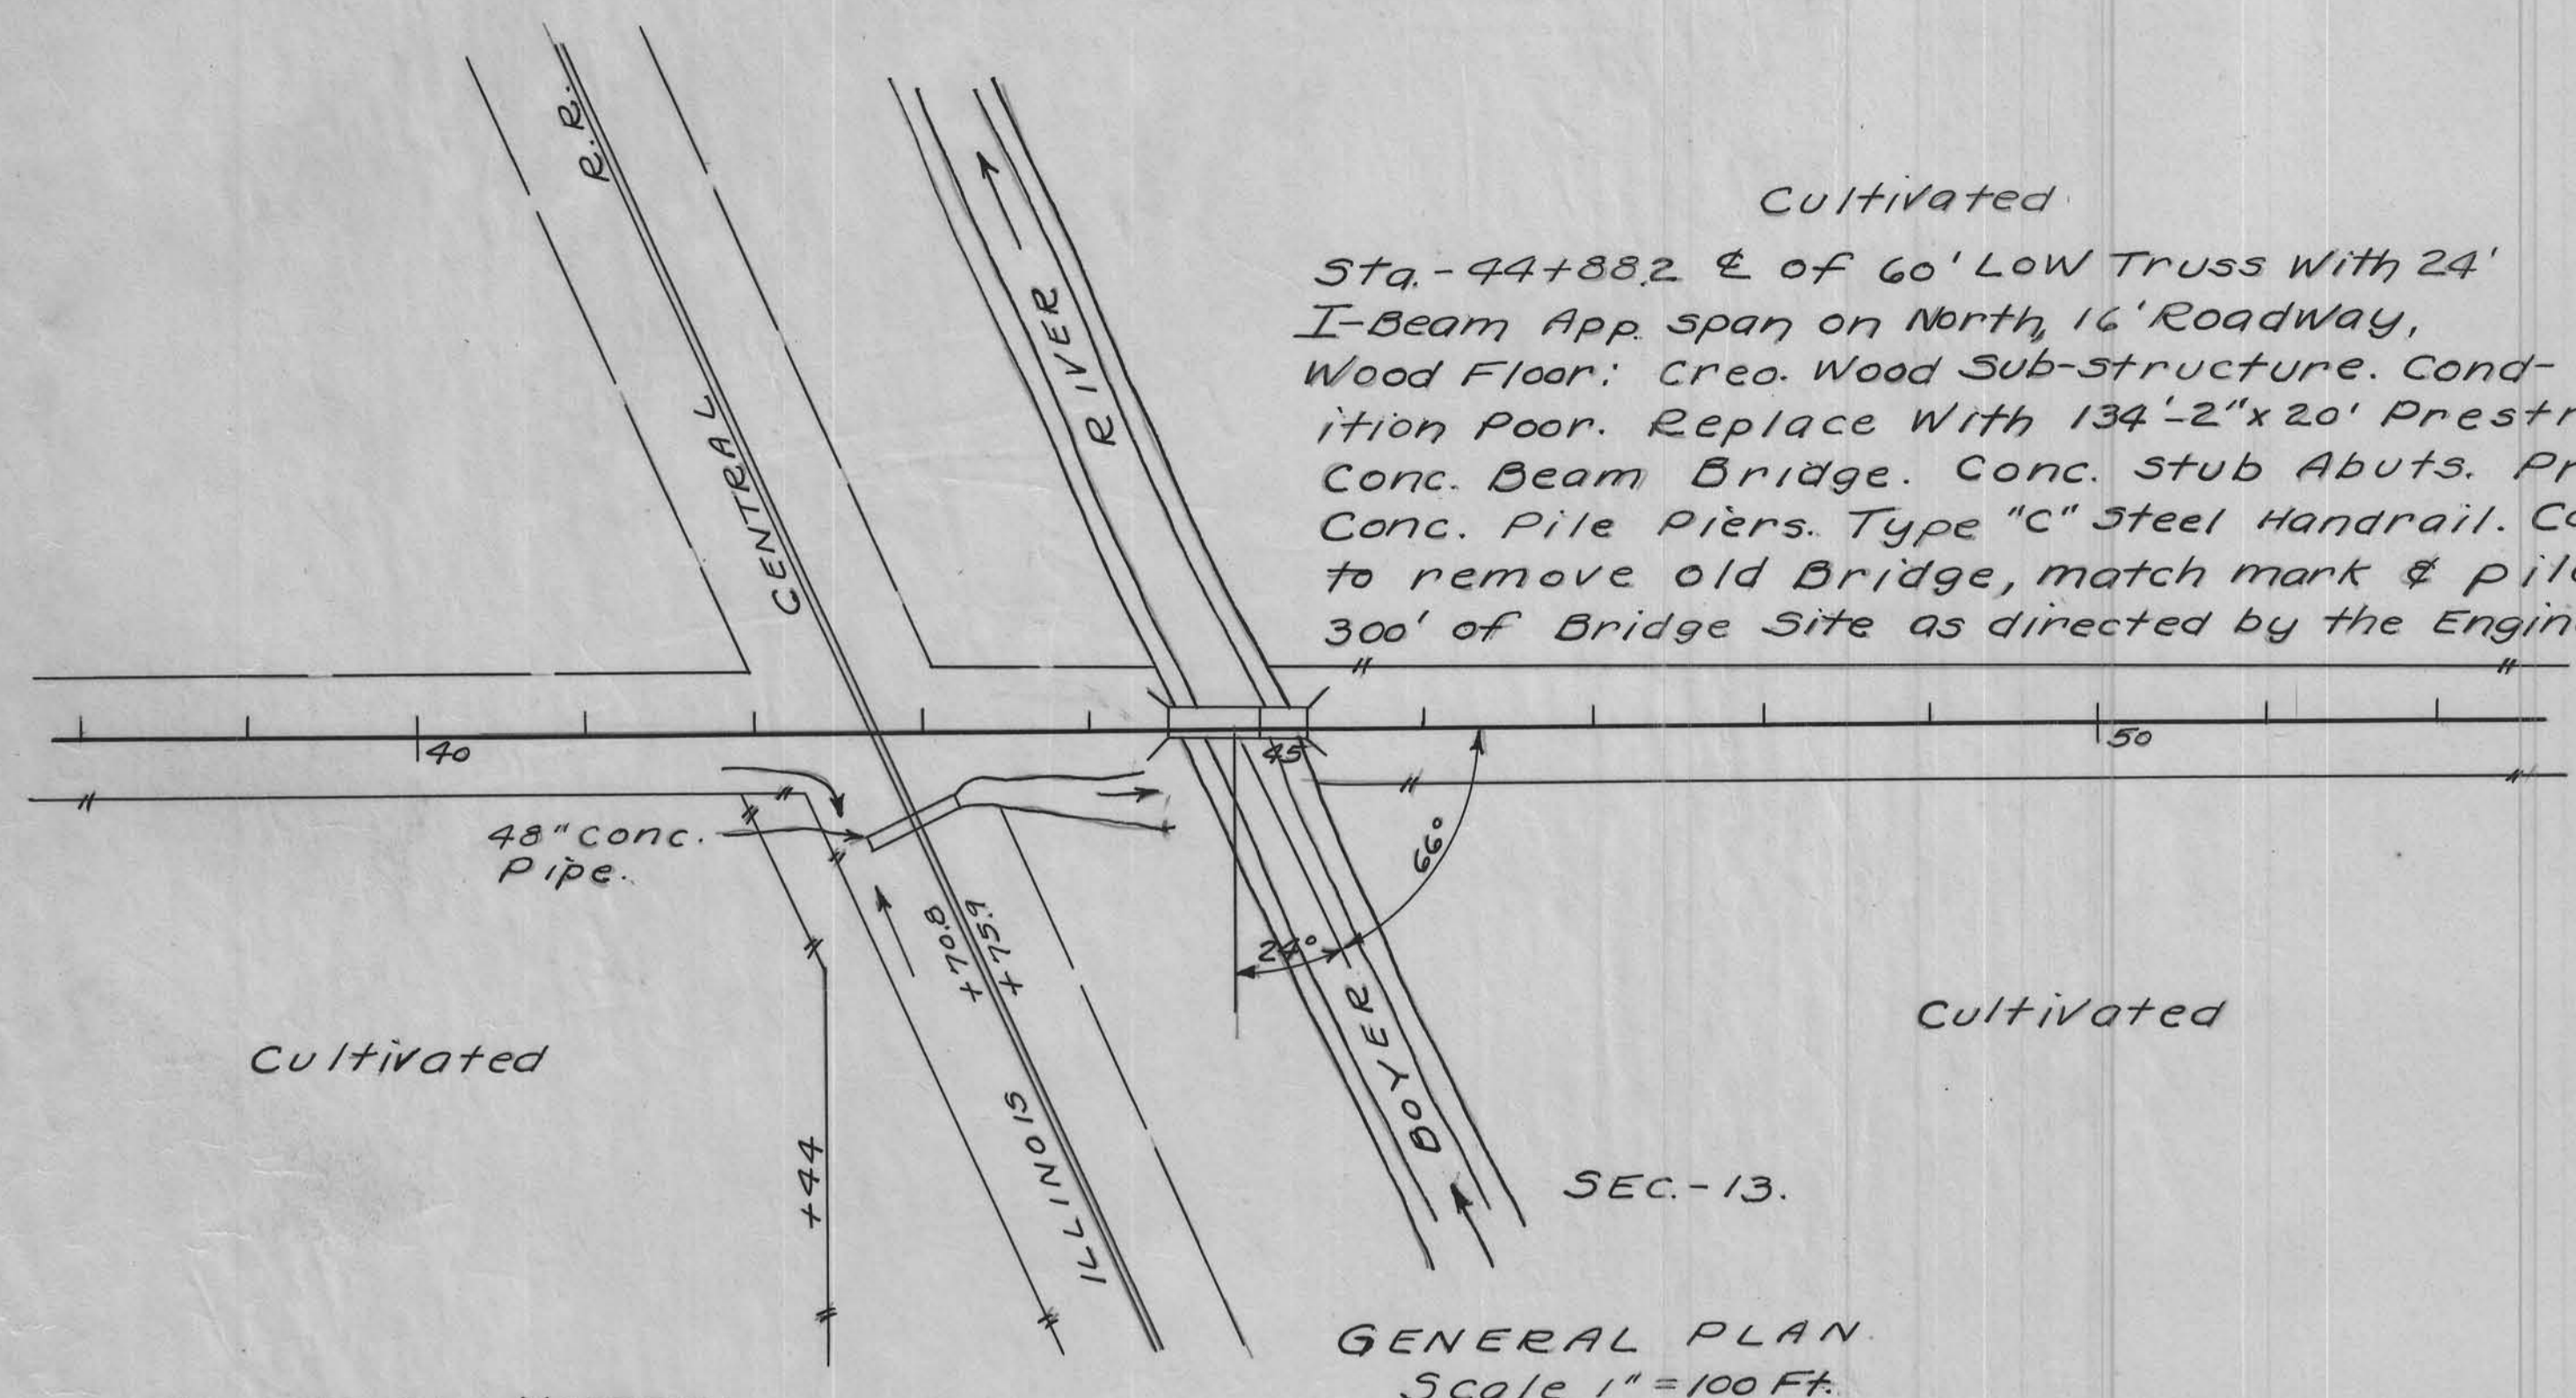 R.R.
CENTRAL
RIVER
Cultivated
Sta.-44+88.2 ℄ of 60' Low Truss With 24'
I-Beam App. span on North, 16' Roadway,
Wood Floor: Creo. Wood Sub-structure. Cond-
ition Poor. Replace With 134'-2"x20' Prestr
Conc. Beam Bridge. Conc. Stub Abuts. Pr
Conc. Pile Piers. Type "C" Steel Handrail. Co
to remove old Bridge, match mark & pile
300' of Bridge Site as directed by the Engin
40
45
50
48" Conc.
Pipe.
66°
24°
+70.8
+75.9
Cultivated
Cultivated
BOYER
+44
ILLINOIS
SEC.-13.
GENERAL PLAN.
Scale 1"=100 Ft.